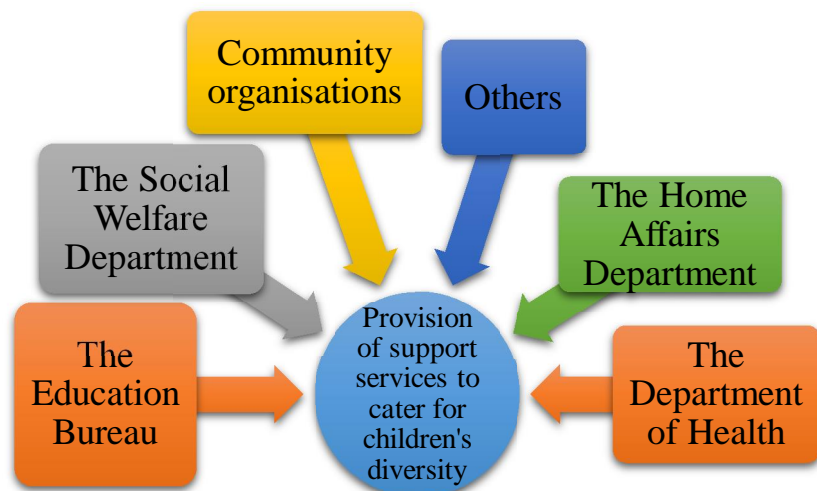 Community
organisations
Others
The Social
Welfare
Department
The Home
Affairs
Department
The
Education
Bureau
Provision
of support
services to
cater for
children's
diversity
The
Department
of Health